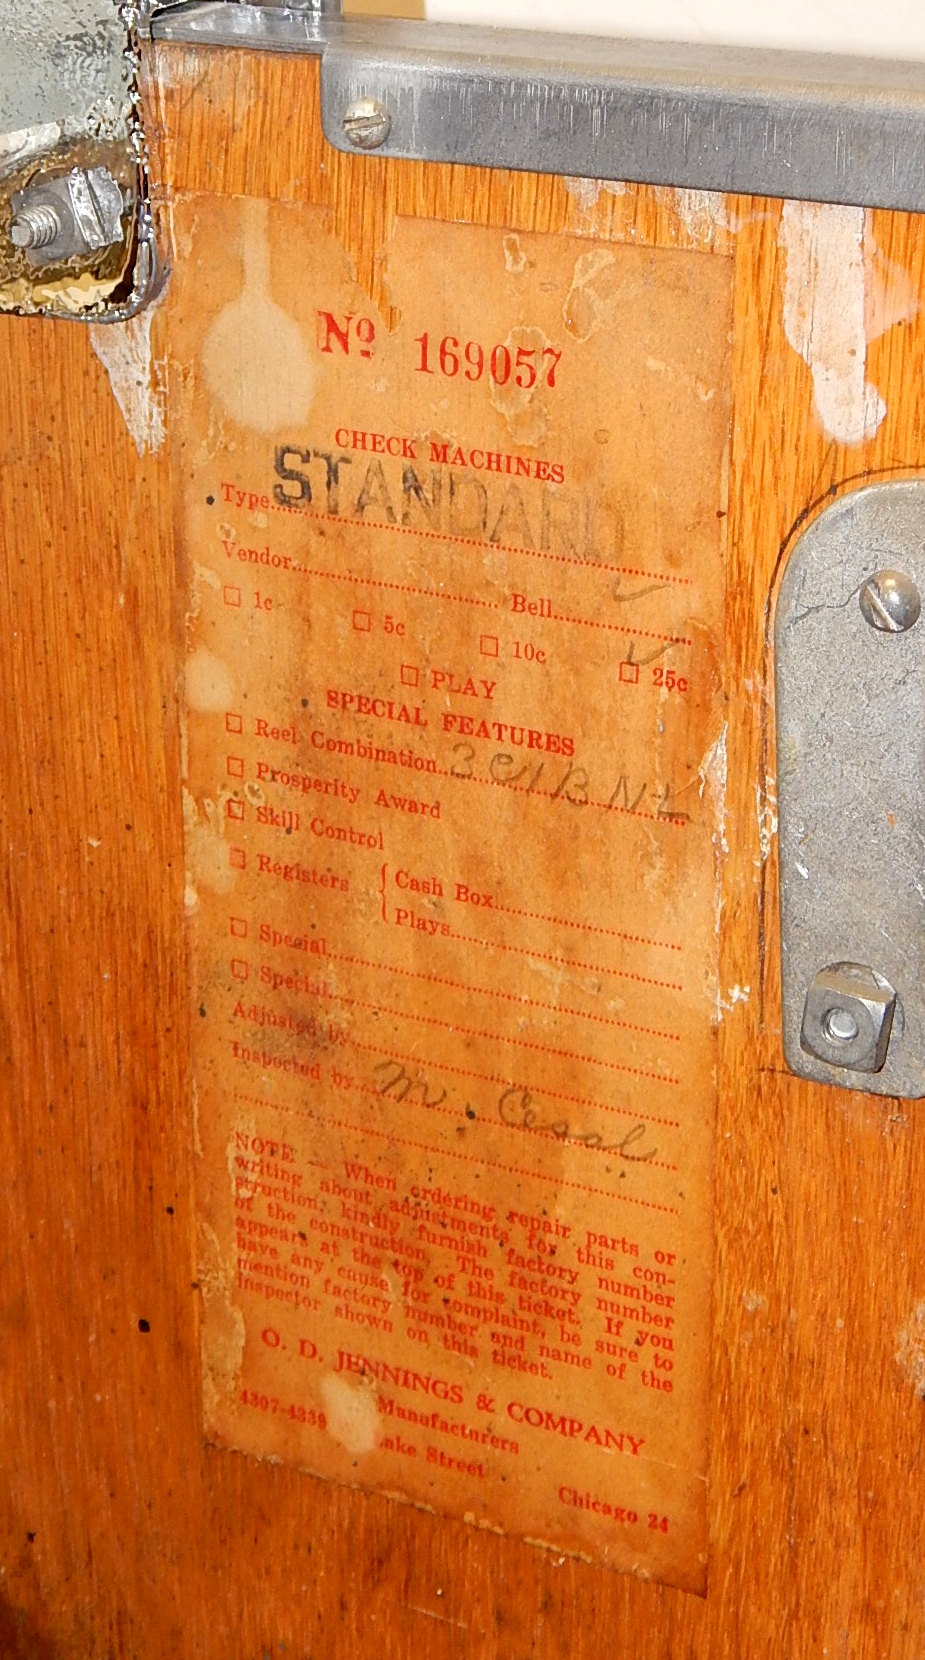 Nº 169057
CHECK MACHINES
Type STANDARD
Vendor Bell ✓
☐ 1c ☐ 5c ☐ 10c ☑ 25c
☐ PLAY
SPECIAL FEATURES
☐ Reel Combination
☐ Prosperity Award
☐ Skill Control
☐ Registers { Cash Box
Plays
☐ Special
☐ Special
Adjusted by
Inspected by M. Cesal
NOTE — When ordering repair parts or
writing about adjustments for this con-
struction, kindly furnish factory number
of the construction. The factory number
appears at the top of this ticket. If you
have any cause for complaint, be sure to
mention factory number and name of the
Inspector shown on this ticket.
O. D. JENNINGS & COMPANY
Manufacturers
4307-4339 Lake Street
Chicago 24